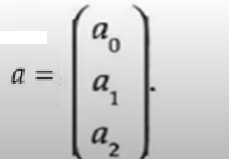 a₀
a = a₁ .
a₂